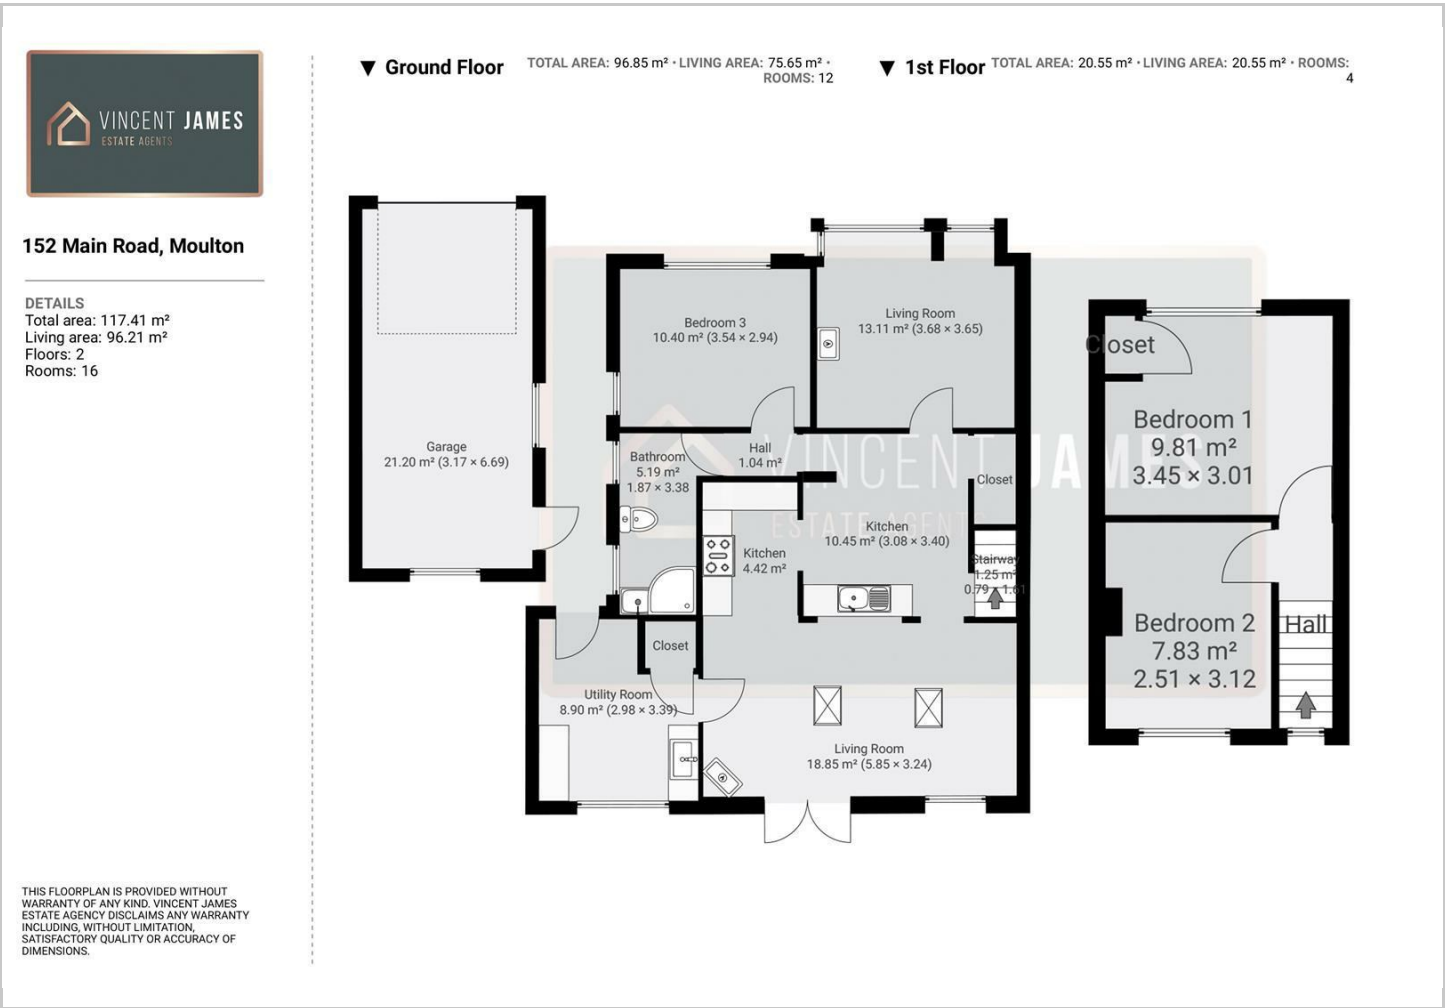 VINCENT JAMES
ESTATE AGENTS
152 Main Road, Moulton
DETAILS
Total area: 117.41 m²
Living area: 96.21 m²
Floors: 2
Rooms: 16
THIS FLOORPLAN IS PROVIDED WITHOUT
WARRANTY OF ANY KIND. VINCENT JAMES
ESTATE AGENCY DISCLAIMS ANY WARRANTY
INCLUDING, WITHOUT LIMITATION,
SATISFACTORY QUALITY OR ACCURACY OF
DIMENSIONS.
▼ Ground Floor
TOTAL AREA: 96.85 m² • LIVING AREA: 75.65 m² •
ROOMS: 12
▼ 1st Floor
TOTAL AREA: 20.55 m² • LIVING AREA: 20.55 m² • ROOMS:
4
Garage
21.20 m² (3.17 × 6.69)
Bedroom 3
10.40 m² (3.54 × 2.94)
Living Room
13.11 m² (3.68 × 3.65)
Bathroom
5.19 m²
1.87 × 3.38
Hall
1.04 m²
VINCENT JAMES
ESTATE AGENTS
Closet
Kitchen
10.45 m² (3.08 × 3.40)
Kitchen
4.42 m²
Stairway
1.25 m²
0.79 × 1.61
Closet
Utility Room
8.90 m² (2.98 × 3.39)
Living Room
18.85 m² (5.85 × 3.24)
Closet
Bedroom 1
9.81 m²
3.45 × 3.01
Bedroom 2
7.83 m²
2.51 × 3.12
Hall